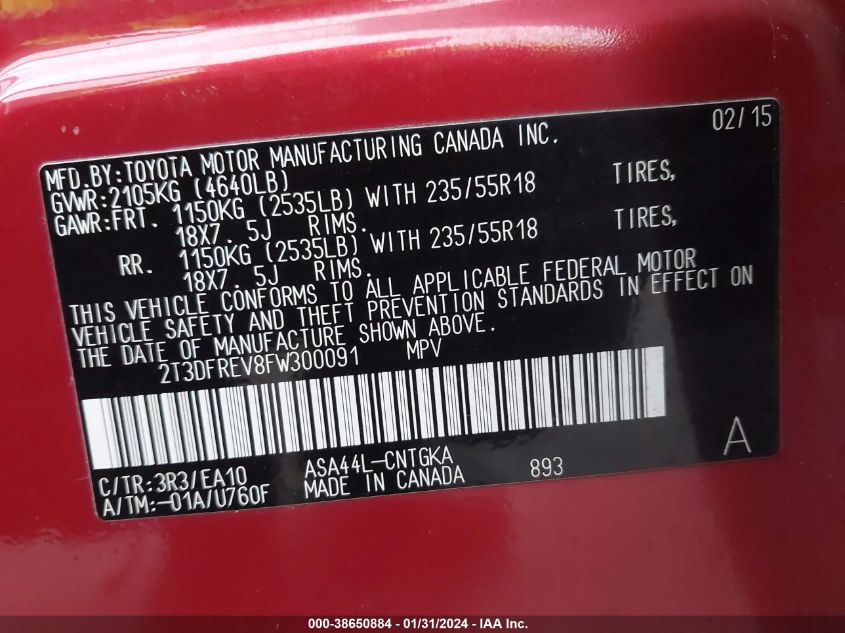 02/15
MFD.BY:TOYOTA MOTOR MANUFACTURING CANADA INC.
GVWR:2105KG (4640LB)
GAWR:FRT. 1150KG (2535LB) WITH 235/55R18 TIRES,
18X7. 5J RIMS.
RR. 1150KG (2535LB) WITH 235/55R18 TIRES,
18X7. 5J RIMS.
THIS VEHICLE CONFORMS TO ALL APPLICABLE FEDERAL MOTOR
VEHICLE SAFETY AND THEFT PREVENTION STANDARDS IN EFFECT ON
THE DATE OF MANUFACTURE SHOWN ABOVE.
2T3DFREV8FW300091 MPV
C/TR:3R3/EA10 ASA44L-CNTGKA 893 A
A/TM:-01A/U760F MADE IN CANADA
000-38650884 - 01/31/2024 - IAA Inc.